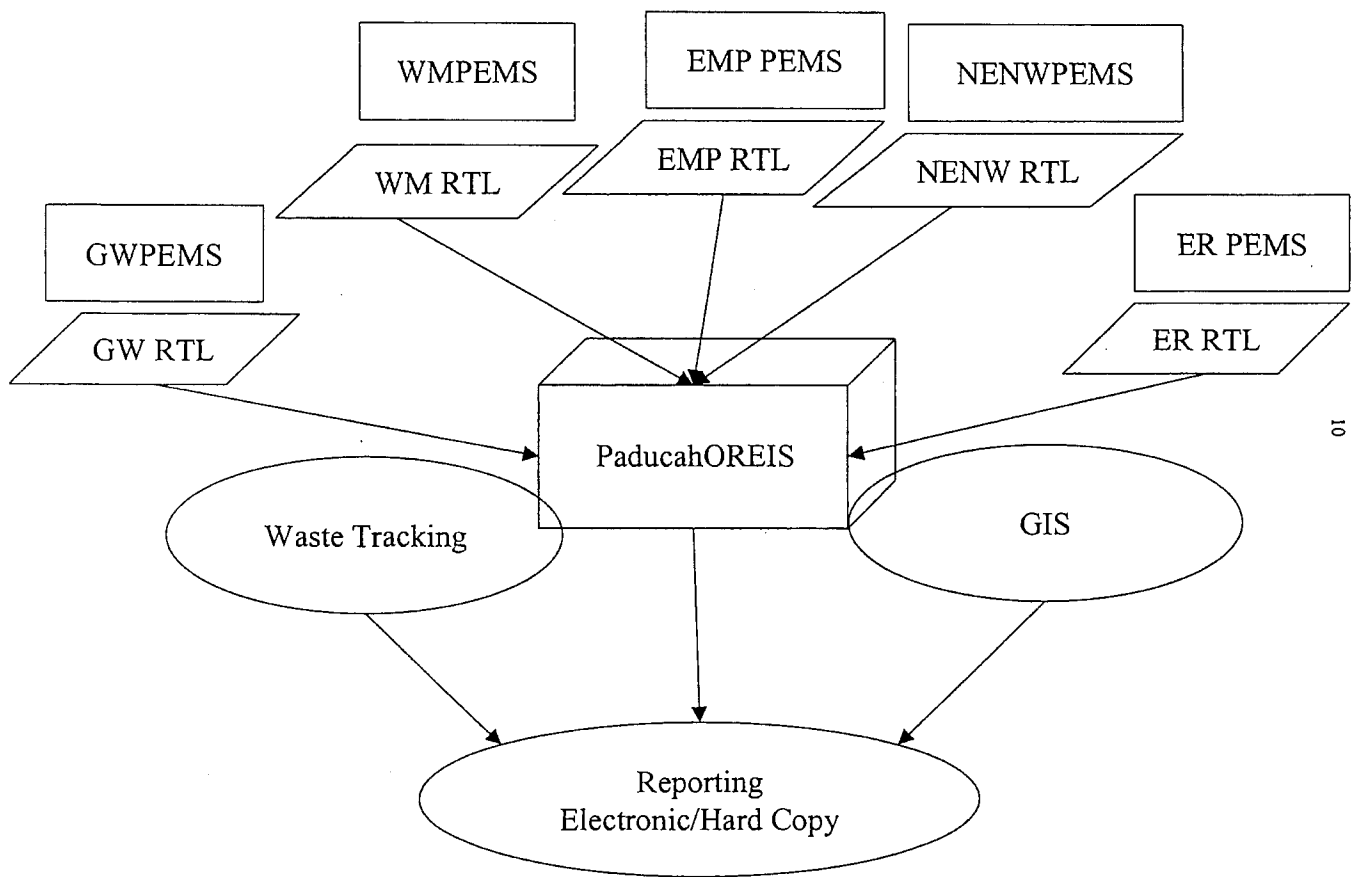 WMPEMS
EMP PEMS
NENWPEMS
WM RTL
EMP RTL
NENW RTL
GWPEMS
ER PEMS
GW RTL
ER RTL
10
PaducahOREIS
Waste Tracking
GIS
Reporting
Electronic/Hard Copy